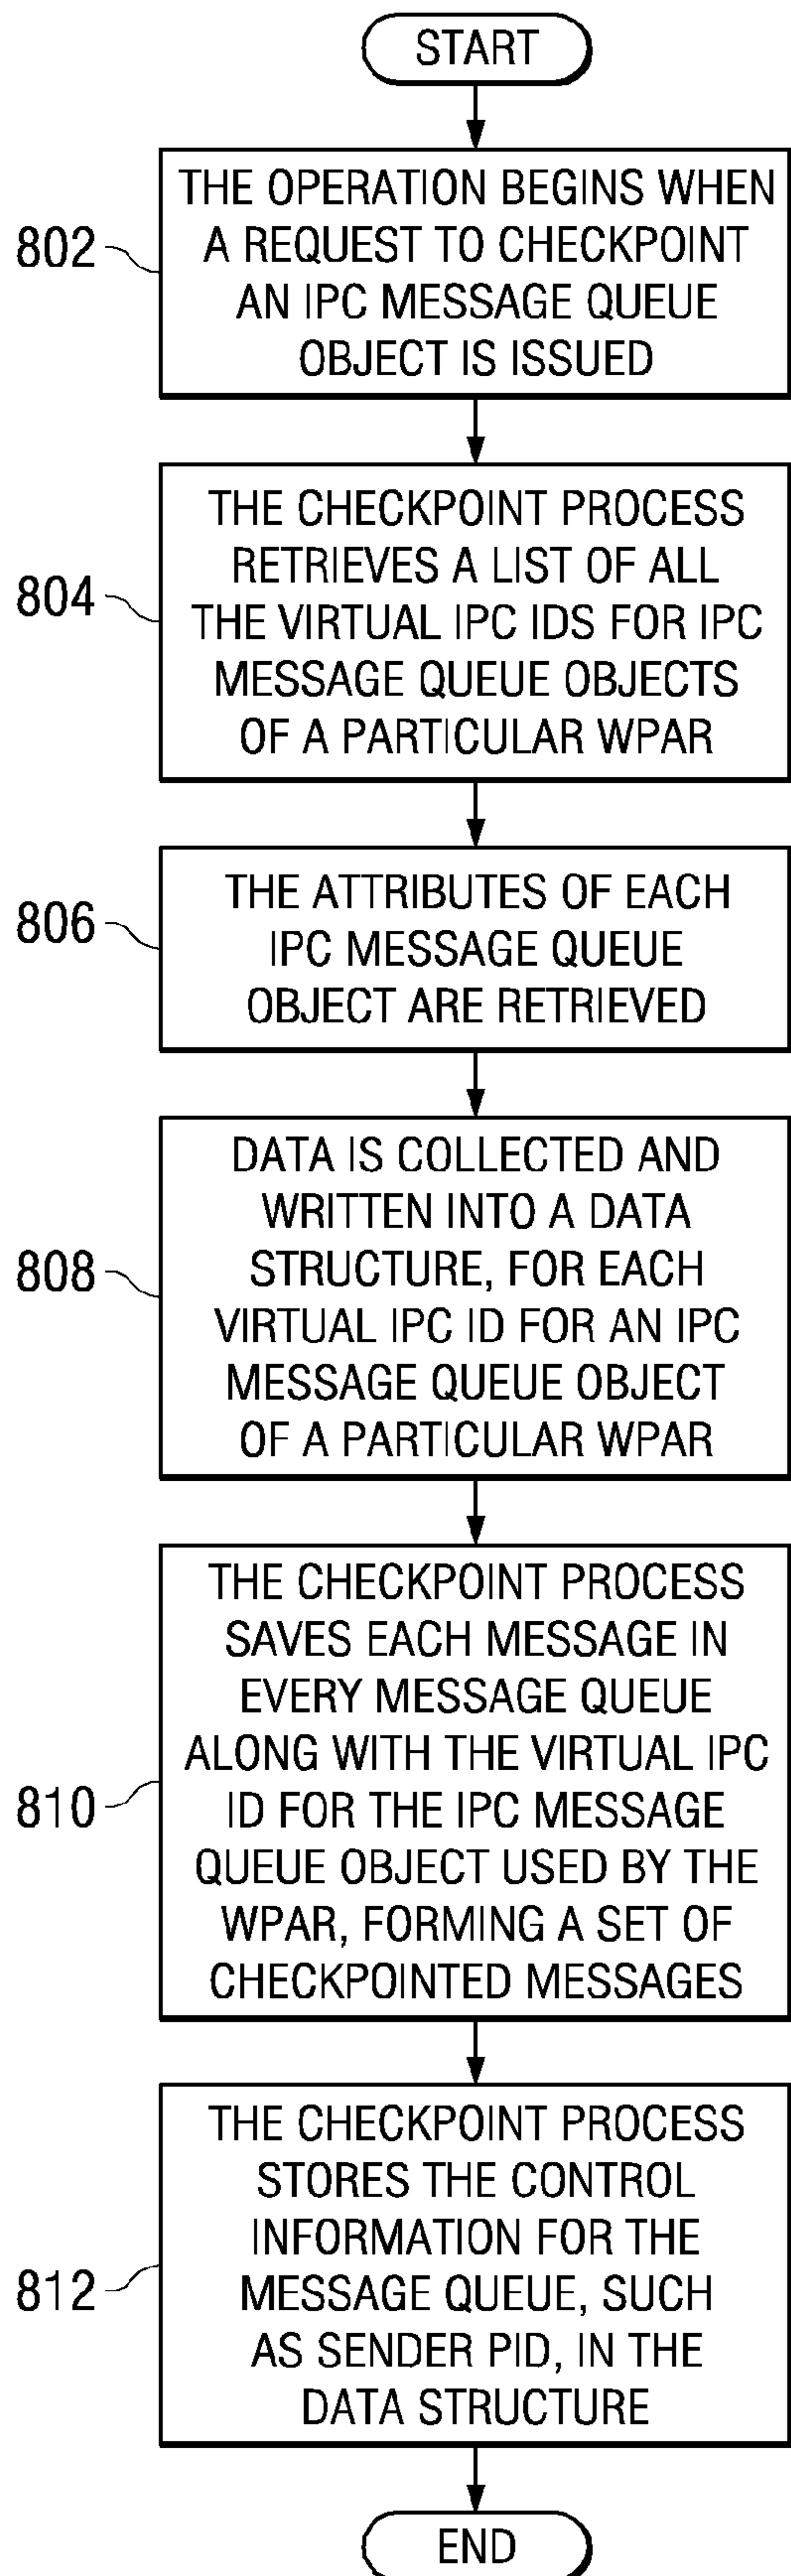 START
802
THE OPERATION BEGINS WHEN
A REQUEST TO CHECKPOINT
AN IPC MESSAGE QUEUE
OBJECT IS ISSUED
804
THE CHECKPOINT PROCESS
RETRIEVES A LIST OF ALL
THE VIRTUAL IPC IDS FOR IPC
MESSAGE QUEUE OBJECTS
OF A PARTICULAR WPAR
806
THE ATTRIBUTES OF EACH
IPC MESSAGE QUEUE
OBJECT ARE RETRIEVED
808
DATA IS COLLECTED AND
WRITTEN INTO A DATA
STRUCTURE, FOR EACH
VIRTUAL IPC ID FOR AN IPC
MESSAGE QUEUE OBJECT
OF A PARTICULAR WPAR
810
THE CHECKPOINT PROCESS
SAVES EACH MESSAGE IN
EVERY MESSAGE QUEUE
ALONG WITH THE VIRTUAL IPC
ID FOR THE IPC MESSAGE
QUEUE OBJECT USED BY THE
WPAR, FORMING A SET OF
CHECKPOINTED MESSAGES
812
THE CHECKPOINT PROCESS
STORES THE CONTROL
INFORMATION FOR THE
MESSAGE QUEUE, SUCH
AS SENDER PID, IN THE
DATA STRUCTURE
END